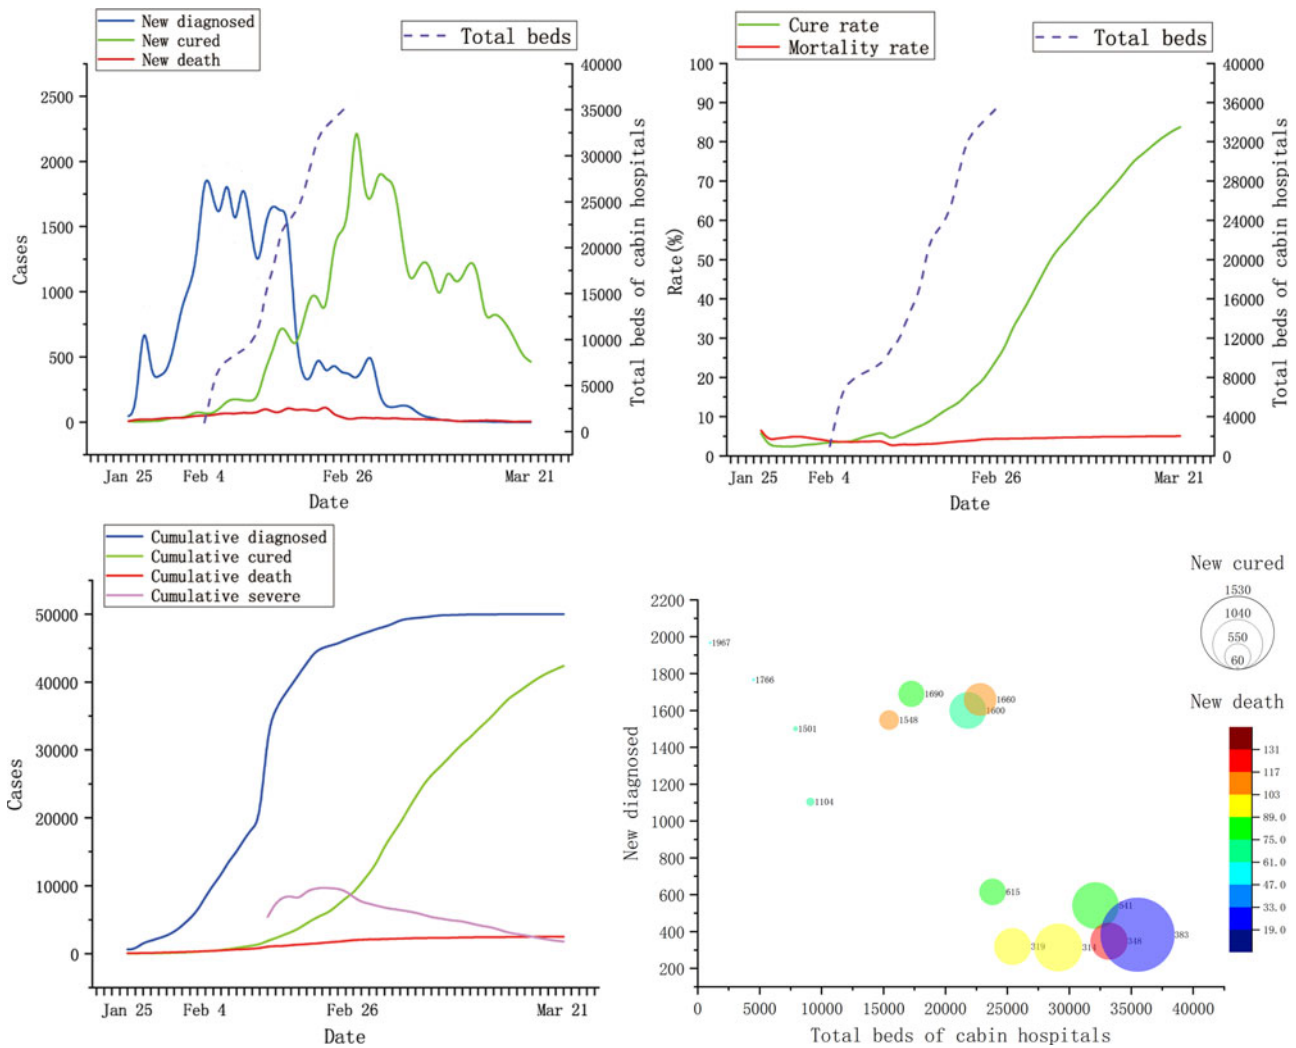 New diagnosed
New cured
New death
Total beds
2500
2000
1500
1000
500
0
Cases
40000
35000
30000
25000
20000
15000
10000
5000
0
Total beds of cabin hospitals
Jan 25
Feb 4
Feb 26
Mar 21
Date
Cure rate
Mortality rate
Total beds
100
90
80
70
60
50
40
30
20
10
0
Rate(%)
40000
36000
32000
28000
24000
20000
16000
12000
8000
4000
0
Total beds of cabin hospitals
Jan 25
Feb 4
Feb 26
Mar 21
Date
Cumulative diagnosed
Cumulative cured
Cumulative death
Cumulative severe
50000
40000
30000
20000
10000
0
Cases
Jan 25
Feb 4
Feb 26
Mar 21
Date
2200
2000
1800
1600
1400
1200
1000
800
600
400
200
New diagnosed
1967
1766
1690
1660
1600
1548
1501
1104
615
541
383
348
319
314
0
5000
10000
15000
20000
25000
30000
35000
40000
Total beds of cabin hospitals
New cured
1530
1040
550
60
New death
131
117
103
89.0
75.0
61.0
47.0
33.0
19.0